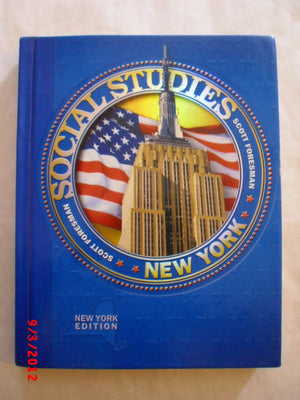 SOCIAL STUDIES
SCOTT FORESMAN
SCOTT FORESMAN
NEW YORK
NEW YORK
EDITION
9/3/2012